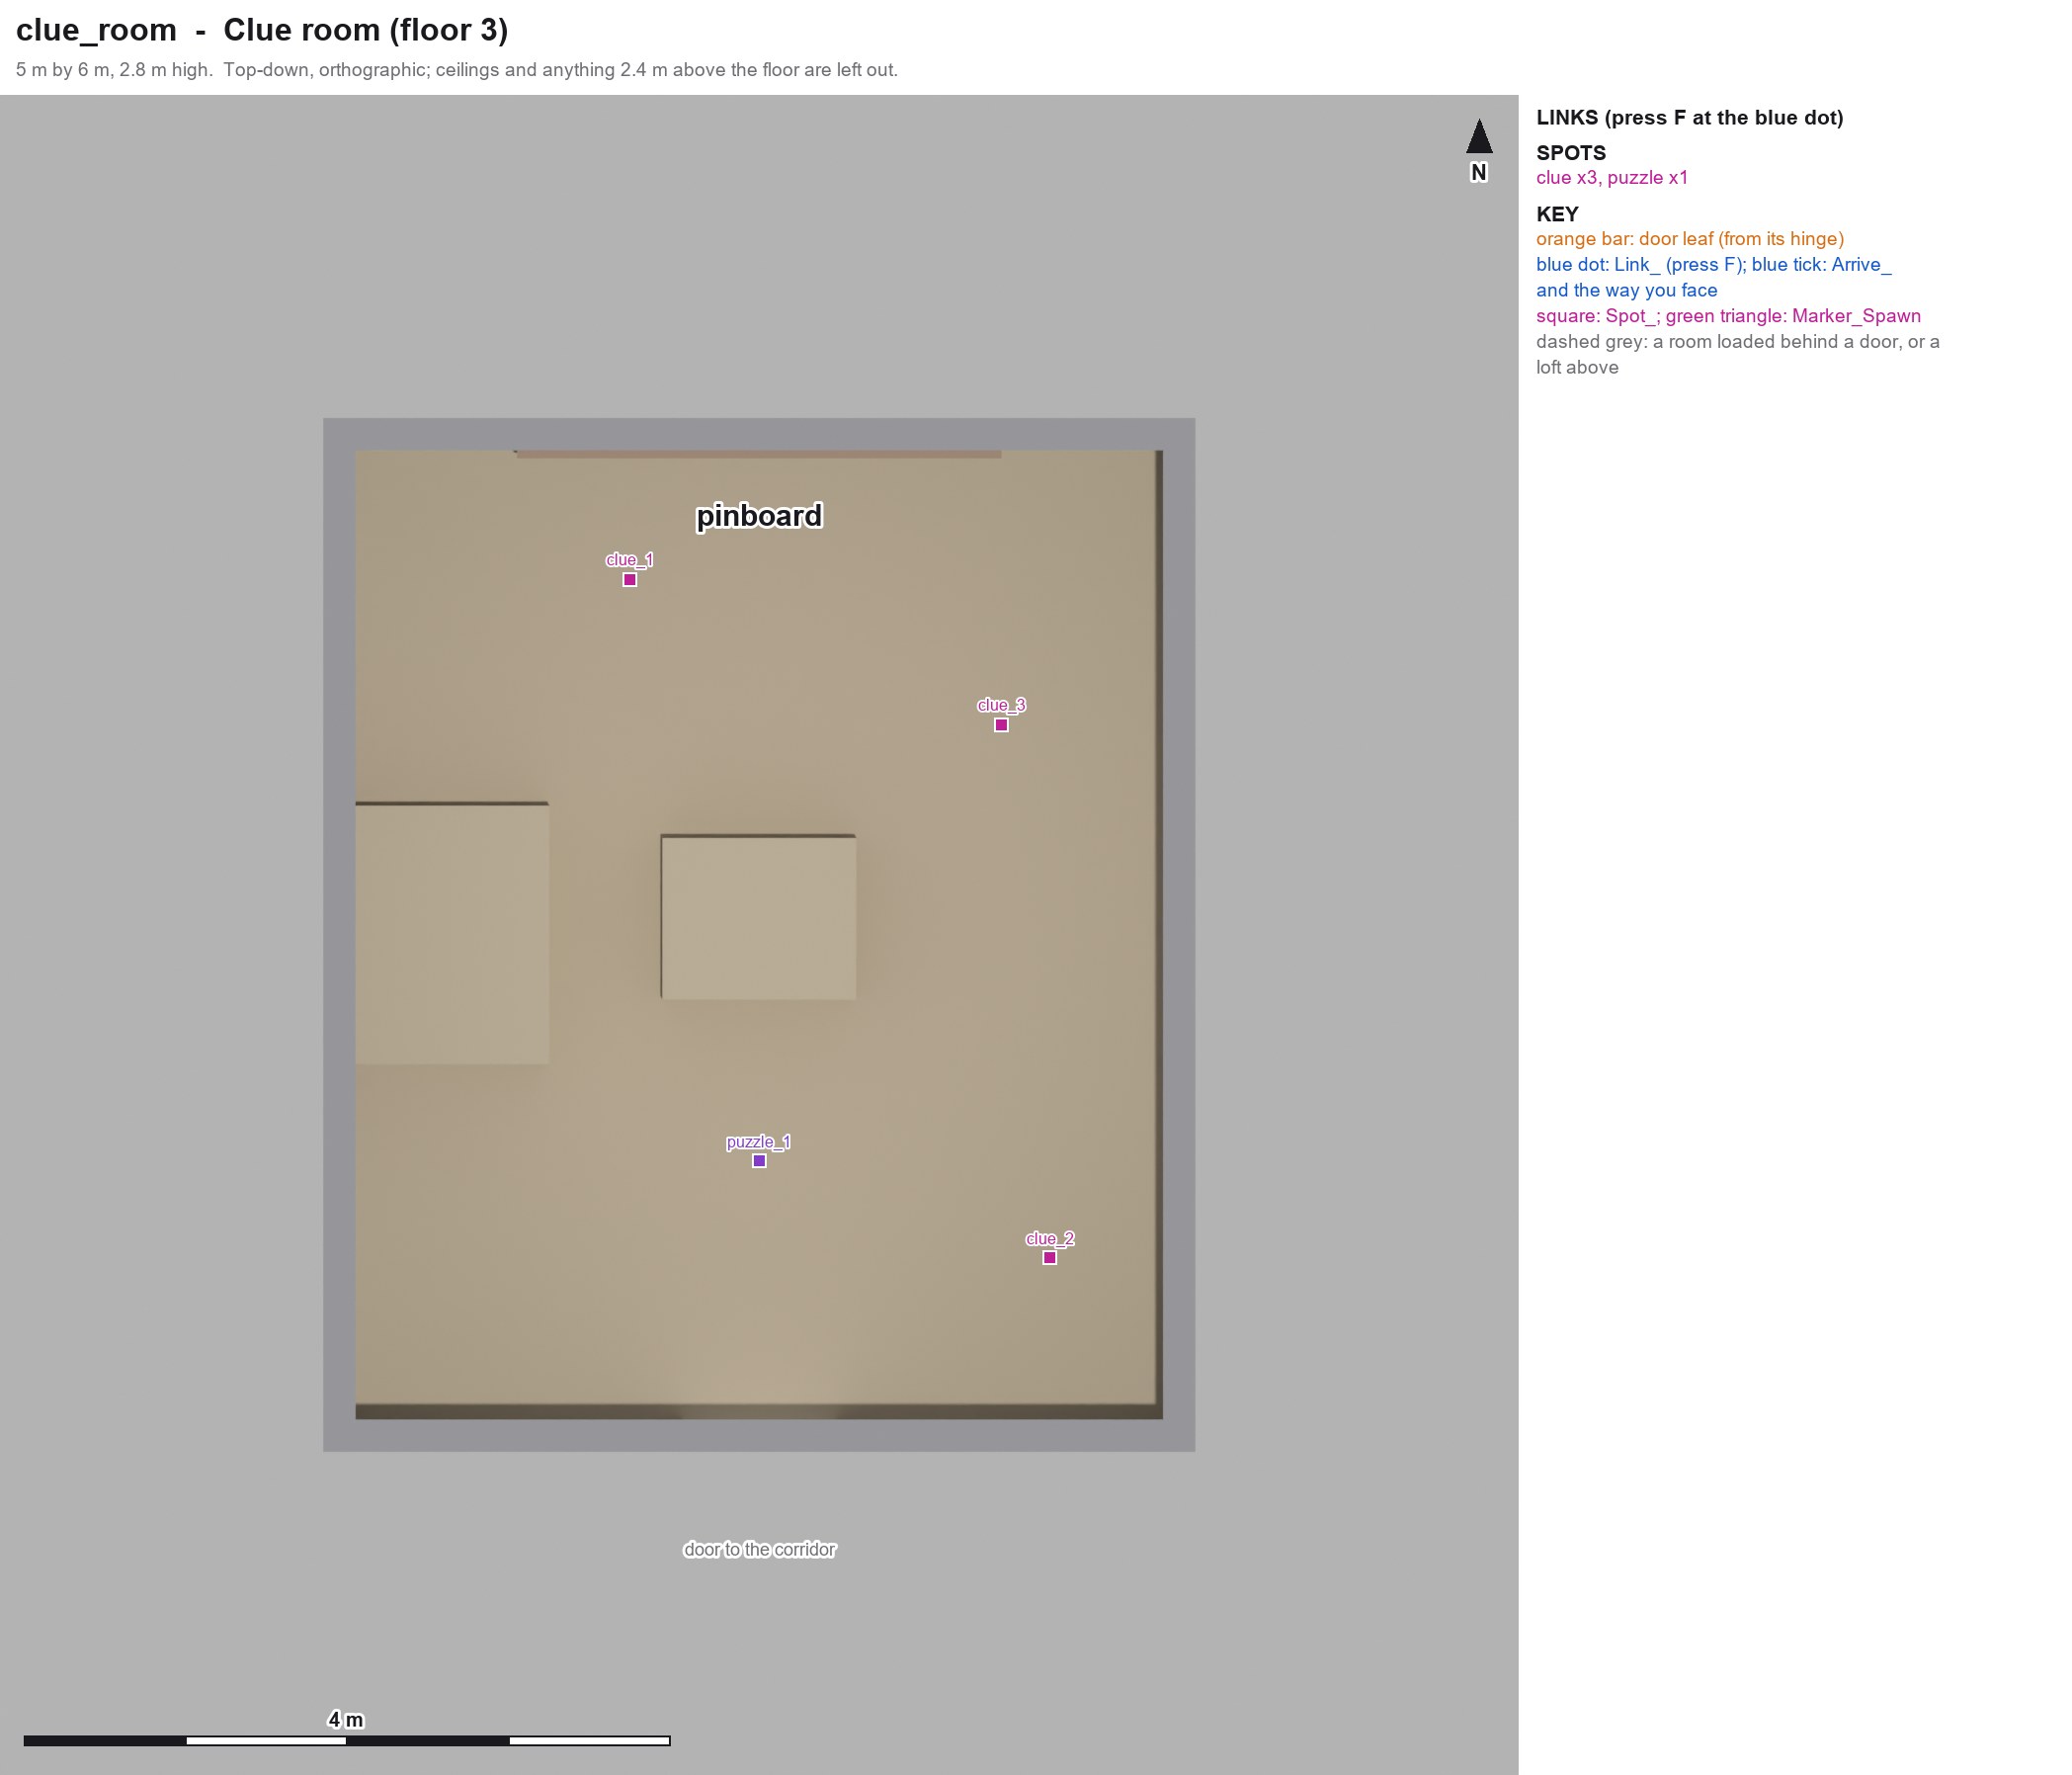 clue_room - Clue room (floor 3)
5 m by 6 m, 2.8 m high. Top-down, orthographic; ceilings and anything 2.4 m above the floor are left out.
N
LINKS (press F at the blue dot)
SPOTS
clue x3, puzzle x1
KEY
orange bar: door leaf (from its hinge)
blue dot: Link_ (press F); blue tick: Arrive_
and the way you face
square: Spot_; green triangle: Marker_Spawn
dashed grey: a room loaded behind a door, or a
loft above
pinboard
clue_1
clue_3
puzzle_1
clue_2
door to the corridor
4 m